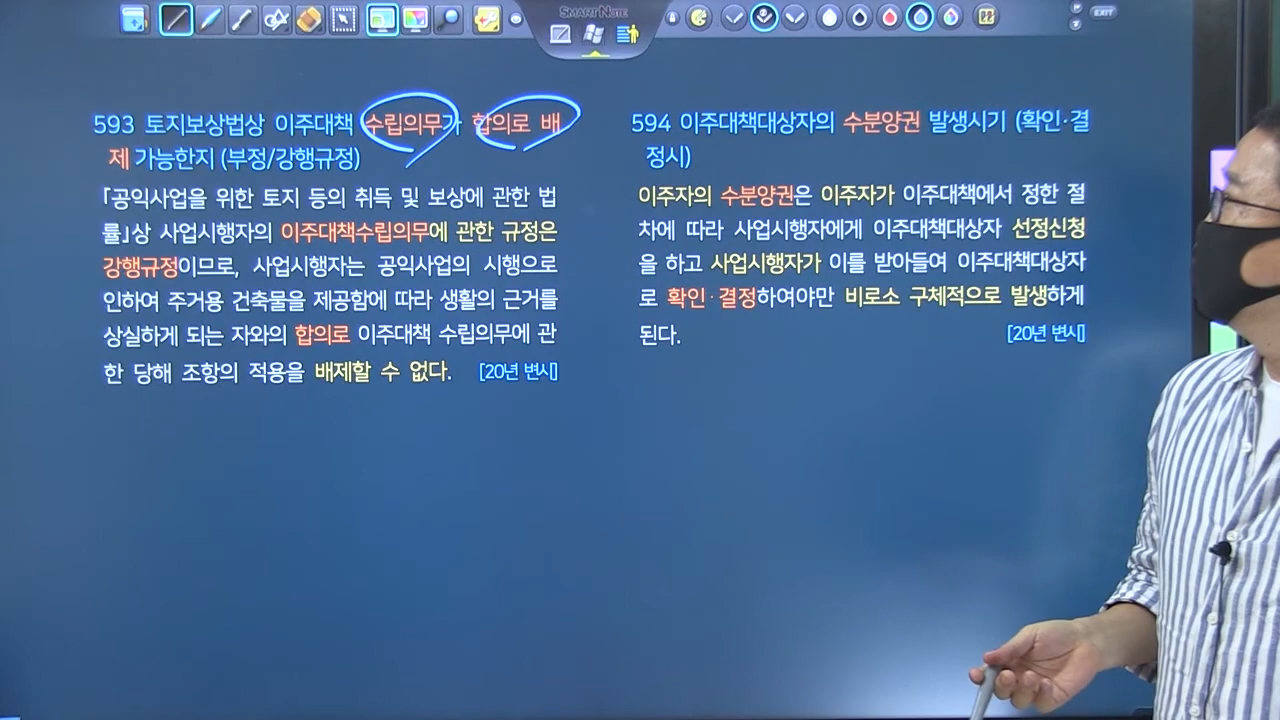 SMART NOTE
EXIT
593 토지보상법상 이주대책 수립의무가 합의로 배
제 가능한지 (부정/강행규정)
「공익사업을 위한 토지 등의 취득 및 보상에 관한 법
률」상 사업시행자의 이주대책수립의무에 관한 규정은
강행규정이므로, 사업시행자는 공익사업의 시행으로
인하여 주거용 건축물을 제공함에 따라 생활의 근거를
상실하게 되는 자와의 합의로 이주대책 수립의무에 관
한 당해 조항의 적용을 배제할 수 없다. [20년 변시]
594 이주대책대상자의 수분양권 발생시기 (확인·결
정시)
이주자의 수분양권은 이주자가 이주대책에서 정한 절
차에 따라 사업시행자에게 이주대책대상자 선정신청
을 하고 사업시행자가 이를 받아들여 이주대책대상자
로 확인·결정하여야만 비로소 구체적으로 발생하게
된다. [20년 변시]